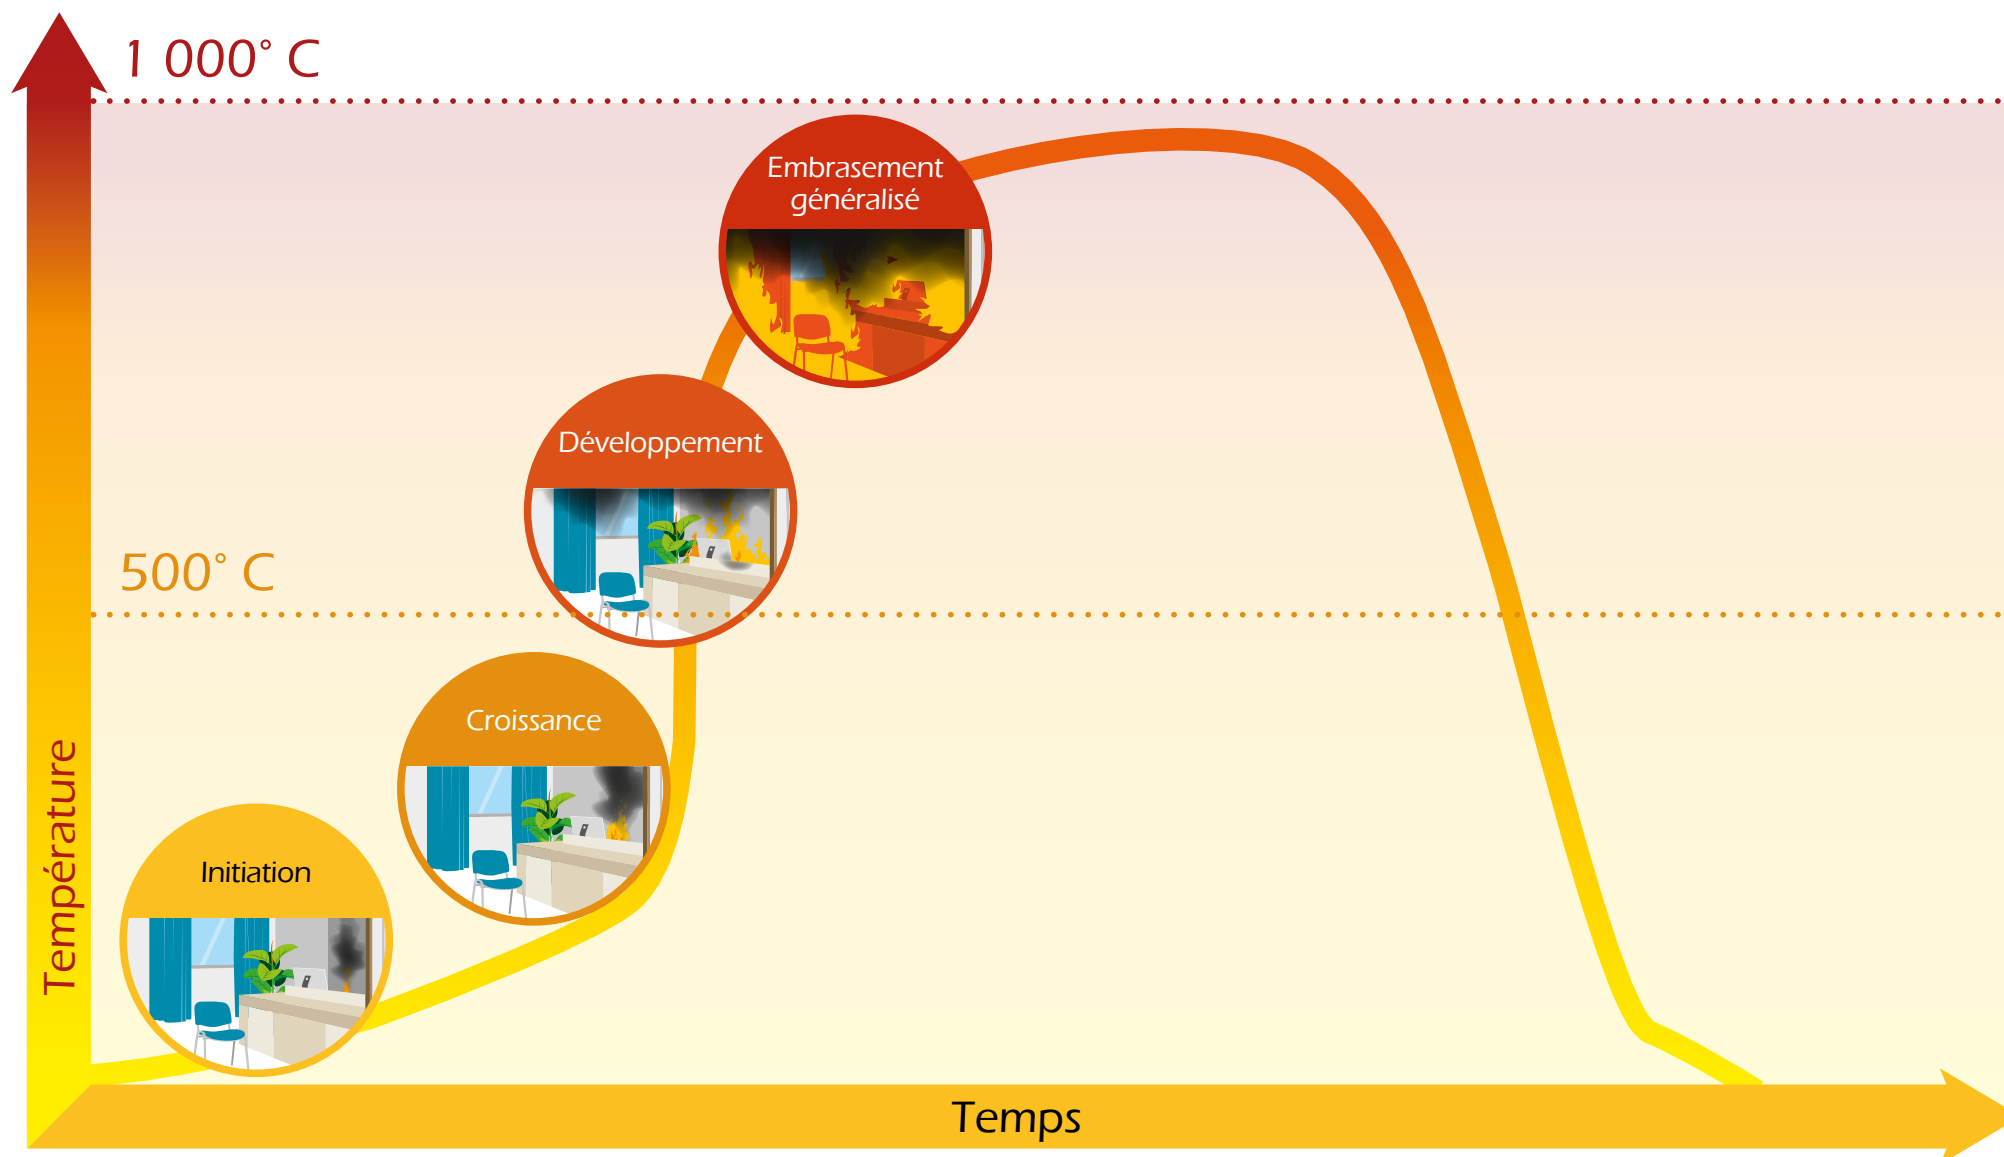 1 000° C
Embrasement
généralisé
Développement
500° C
Croissance
Initiation
Température
Temps